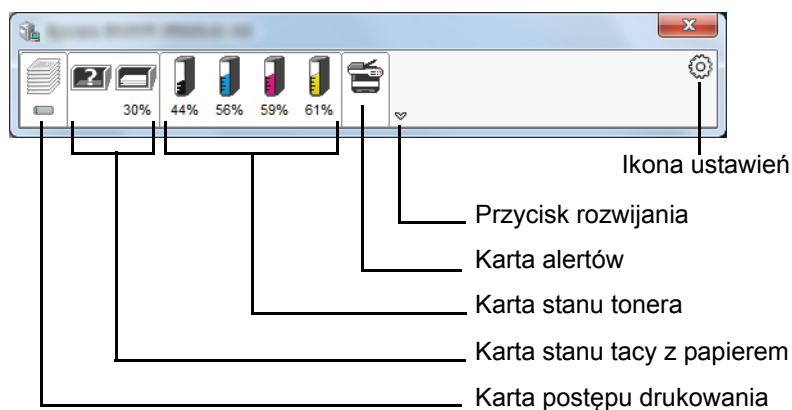 30% 44% 56% 59% 61%
Ikona ustawień
Przycisk rozwijania
Karta alertów
Karta stanu tonera
Karta stanu tacy z papierem
Karta postępu drukowania